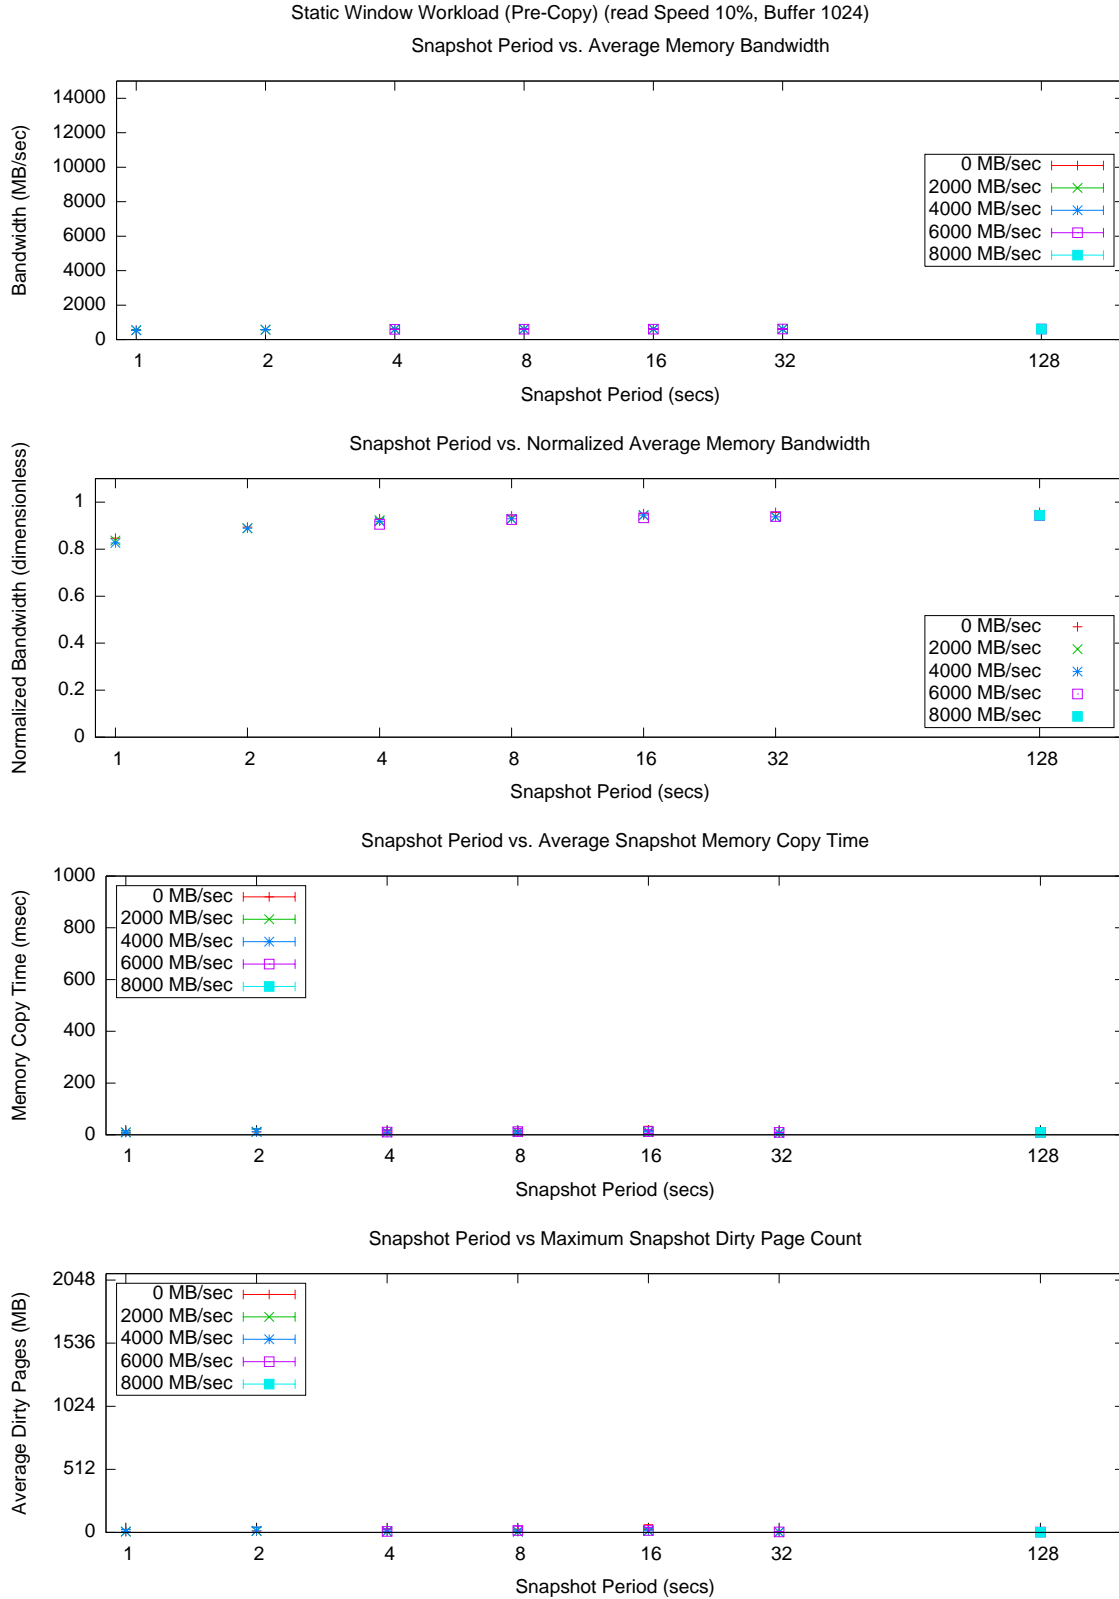 Static Window Workload (Pre-Copy) (read Speed 10%, Buffer 1024)
Snapshot Period vs. Average Memory Bandwidth
Bandwidth (MB/sec)
14000
12000
10000
8000
6000
4000
2000
0
0 MB/sec
2000 MB/sec
4000 MB/sec
6000 MB/sec
8000 MB/sec
1 2 4 8 16 32 128
Snapshot Period (secs)
Snapshot Period vs. Normalized Average Memory Bandwidth
Normalized Bandwidth (dimensionless)
1
0.8
0.6
0.4
0.2
0
0 MB/sec
2000 MB/sec
4000 MB/sec
6000 MB/sec
8000 MB/sec
1 2 4 8 16 32 128
Snapshot Period (secs)
Snapshot Period vs. Average Snapshot Memory Copy Time
Memory Copy Time (msec)
1000
800
600
400
200
0
0 MB/sec
2000 MB/sec
4000 MB/sec
6000 MB/sec
8000 MB/sec
1 2 4 8 16 32 128
Snapshot Period (secs)
Snapshot Period vs Maximum Snapshot Dirty Page Count
Average Dirty Pages (MB)
2048
1536
1024
512
0
0 MB/sec
2000 MB/sec
4000 MB/sec
6000 MB/sec
8000 MB/sec
1 2 4 8 16 32 128
Snapshot Period (secs)